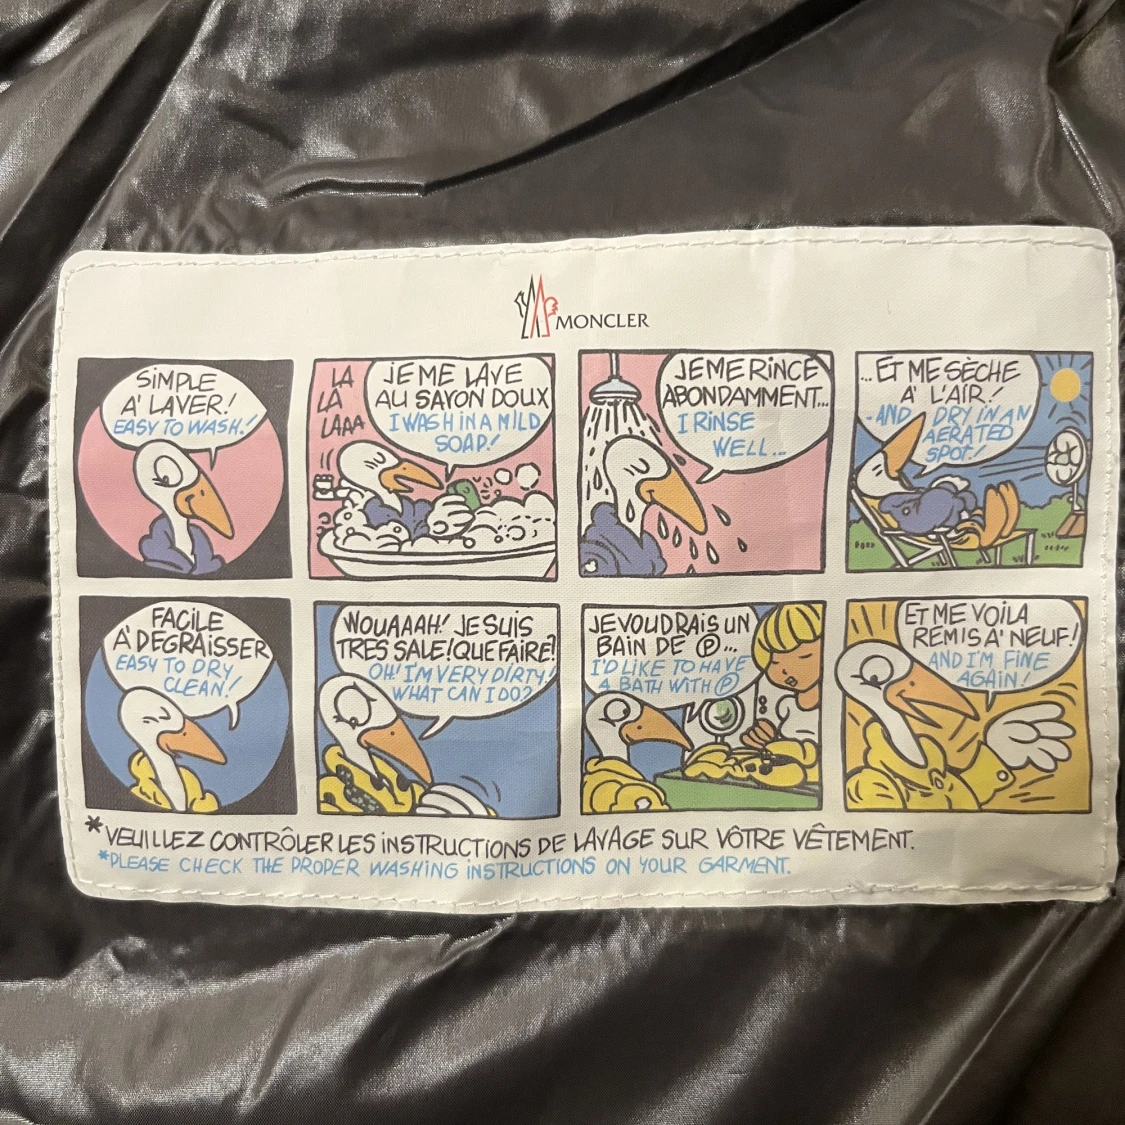 MONCLER
SIMPLE
A' LAVER!
EASY TO WASH!
LA
LA
LAAA
JE ME LAVE
AU SAVON DOUX
I WASH IN A MILD
SOAP!
JE ME RINCE
ABONDAMMENT...
I RINSE
WELL...
...ET ME SÈCHE
A' L'AIR!
-AND DRY IN AN
AERATED
SPOT!
FACILE
A' DEGRAISSER
EASY TO DRY
CLEAN!
WOUAAAH! JE SUIS
TRES SALE! QUE FAIRE?
OH! I'M VERY DIRTY!
WHAT CAN I DO?
JE VOUDRAIS UN
BAIN DE Ⓟ...
I'D LIKE TO HAVE
A BATH WITH Ⓟ
ET ME VOILA
REMIS A' NEUF!
AND I'M FINE
AGAIN!
*VEUILLEZ CONTRÔLER LES INSTRUCTIONS DE LAVAGE SUR VÔTRE VÊTEMENT.
*PLEASE CHECK THE PROPER WASHING INSTRUCTIONS ON YOUR GARMENT.